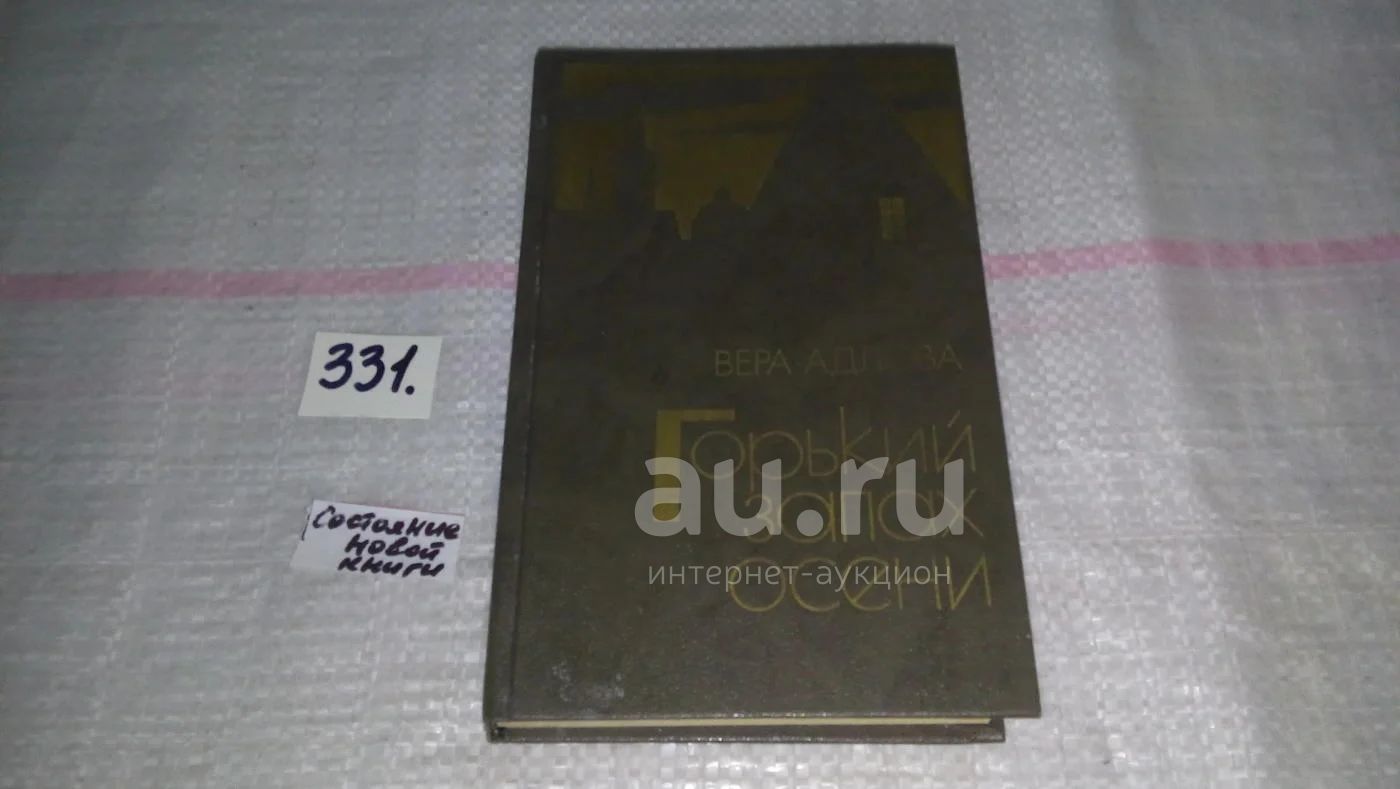 331.
Состояние
новой
книги
ВЕРА АДЛОВА
Горький
запах
осени
au.ru
интернет-аукцион